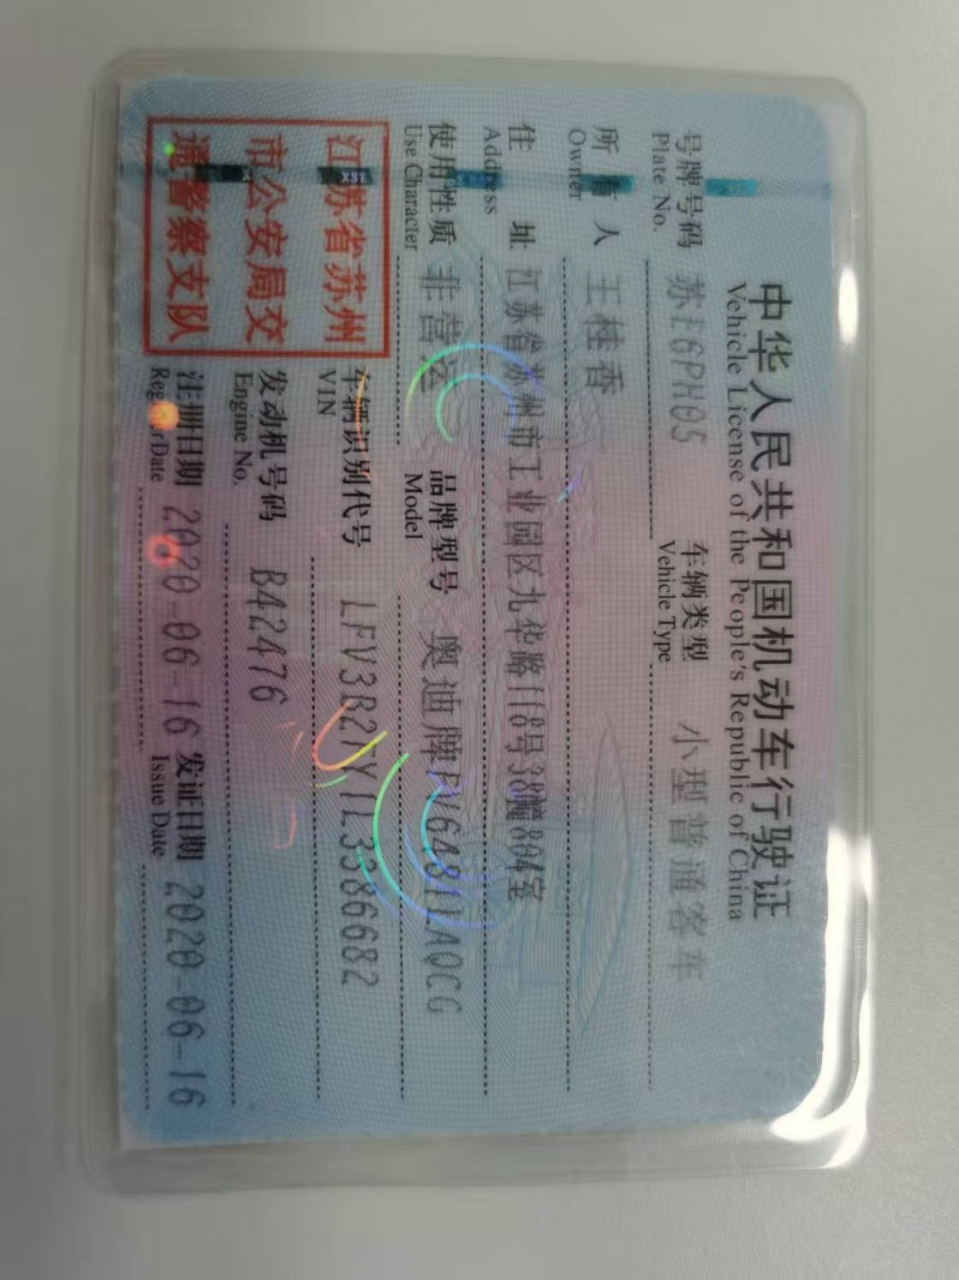 中华人民共和国机动车行驶证
Vehicle License of the People's Republic of China
号牌号码 苏F6PH05 车辆类型 小型普通客车
Plate No. Vehicle Type
所有人 王桂香
Owner
住址 江苏省苏州市工业园区九华路118号38幢804室
Address
使用性质 非营运 品牌型号 奥迪牌FV6481LAQCG
Use Character Model
江苏省苏州
市公安局交
通警察支队
车辆识别代号
VIN
发动机号码 B42476
Engine No.
注册日期 2020-06-16 发证日期 2020-06-16
Issue Date